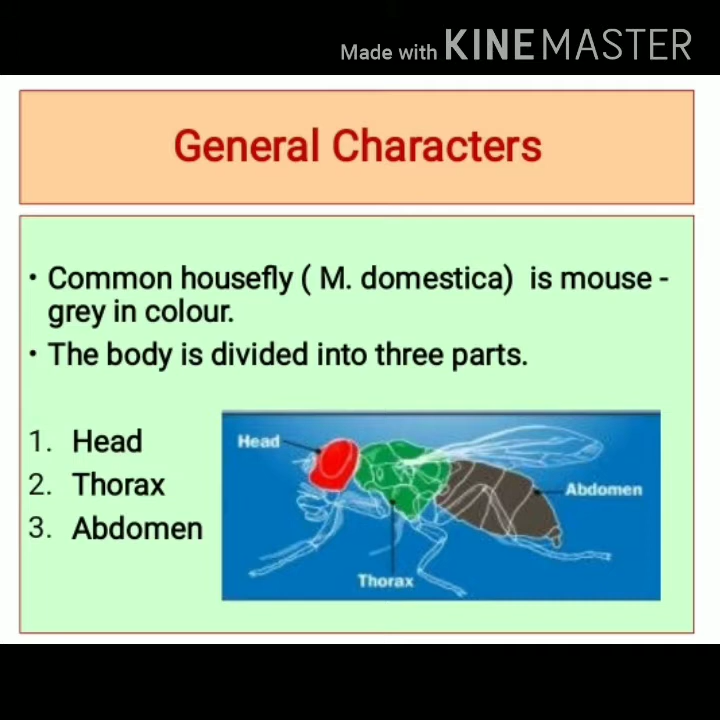 Made with KINEMASTER
General Characters
• Common housefly ( M. domestica) is mouse -
grey in colour.
• The body is divided into three parts.
1. Head
2. Thorax
3. Abdomen
Head
Abdomen
Thorax